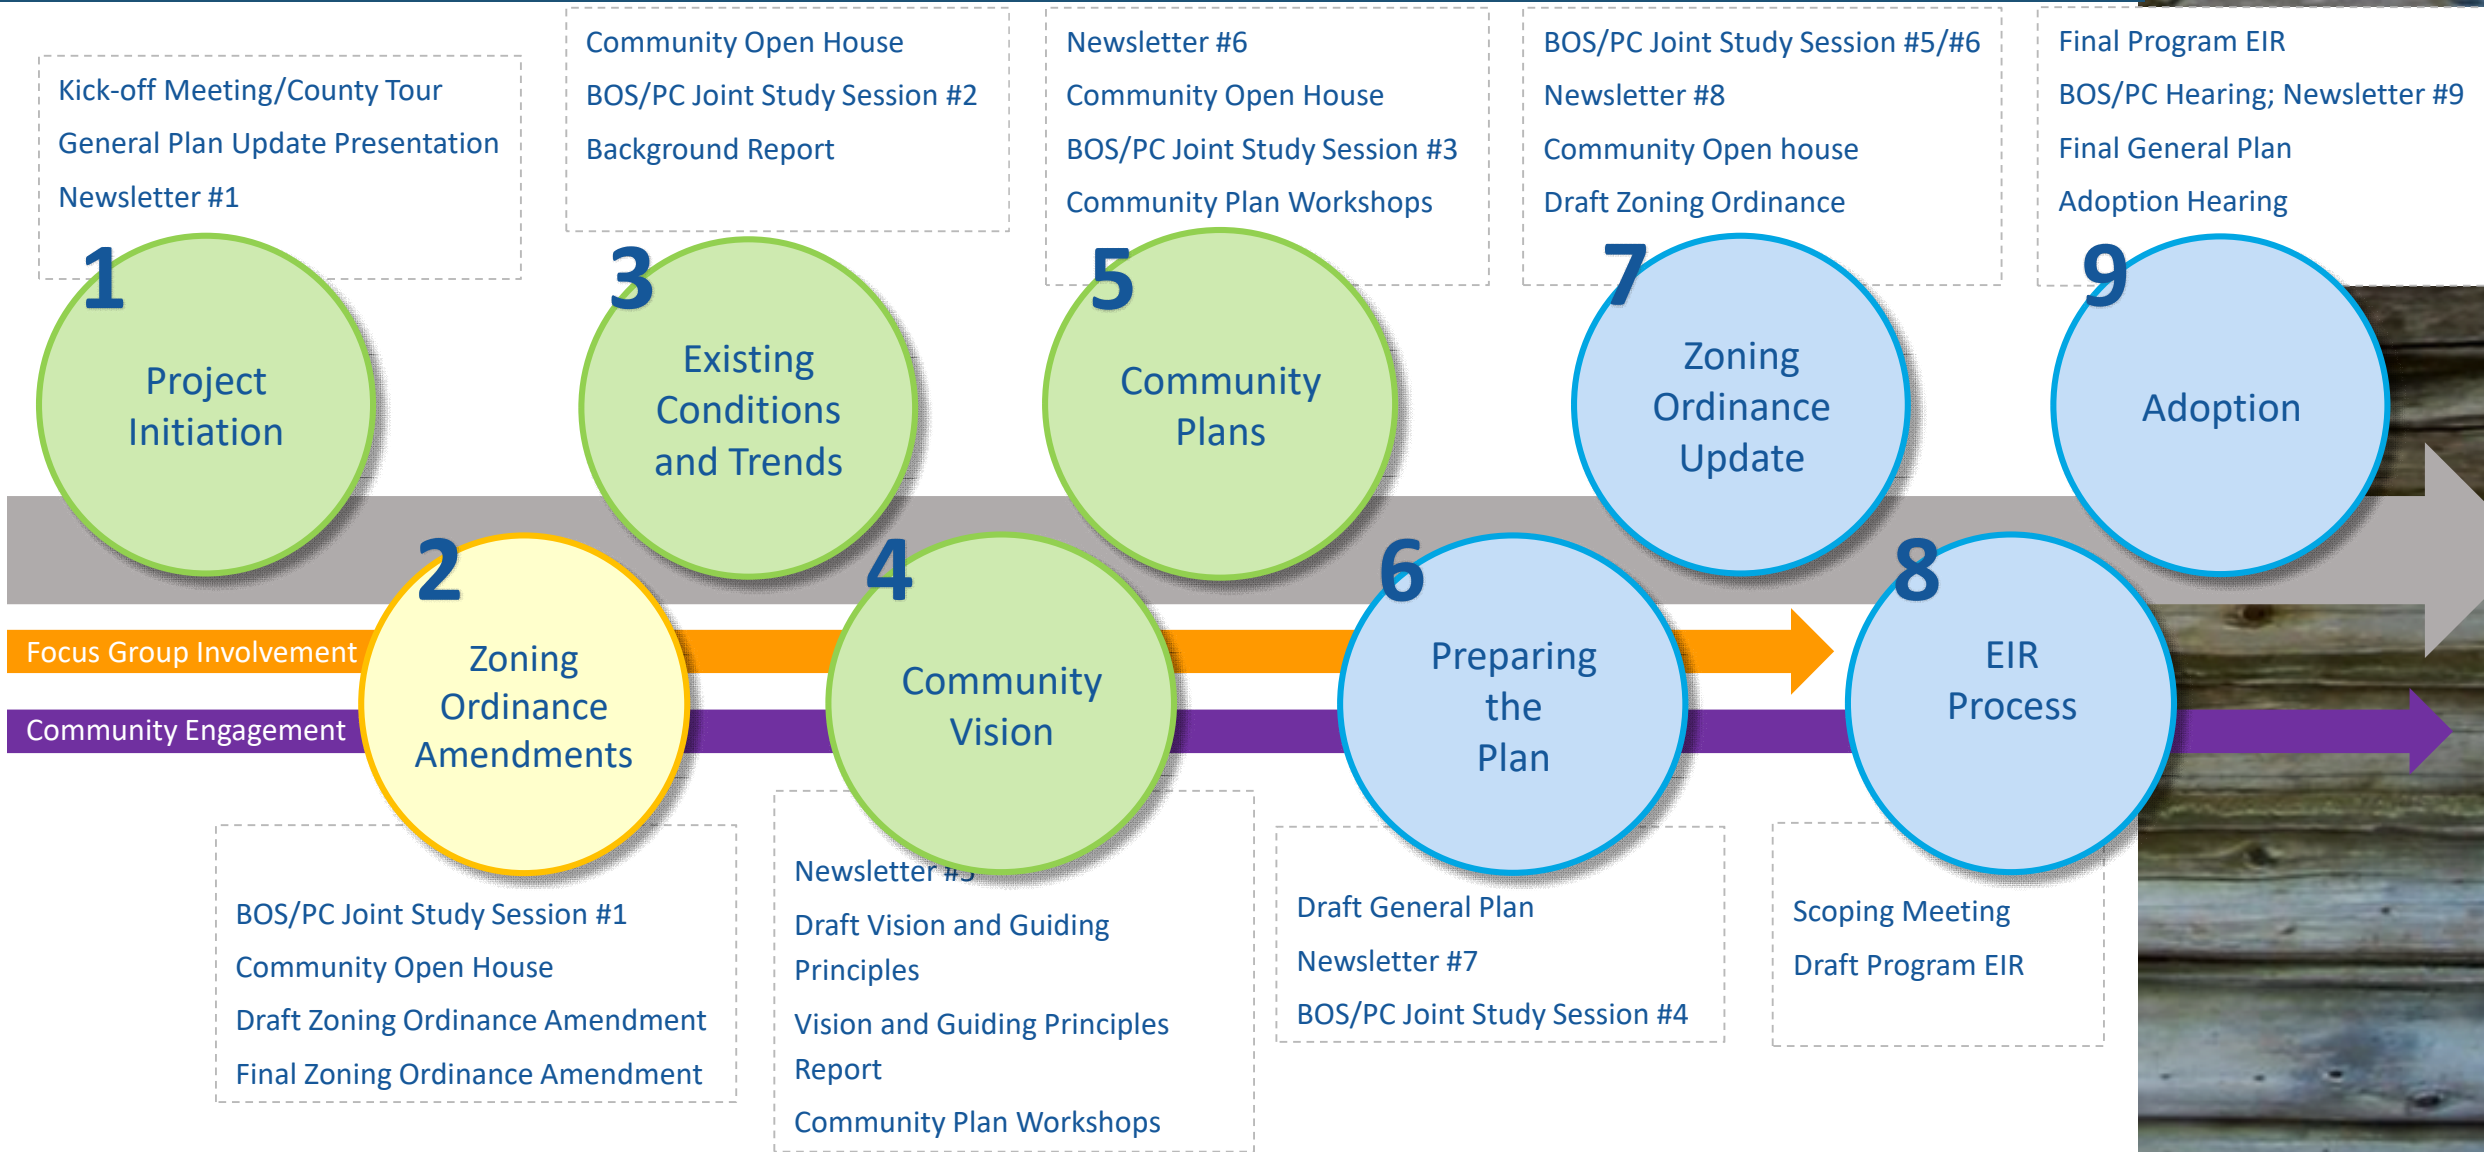 Kick-off Meeting/County Tour
General Plan Update Presentation
Newsletter #1
1
Project
Initiation
Community Open House
BOS/PC Joint Study Session #2
Background Report
3
Existing
Conditions
and Trends
Newsletter #6
Community Open House
BOS/PC Joint Study Session #3
Community Plan Workshops
5
Community
Plans
BOS/PC Joint Study Session #5/#6
Newsletter #8
Community Open house
Draft Zoning Ordinance
7
Zoning
Ordinance
Update
Final Program EIR
BOS/PC Hearing; Newsletter #9
Final General Plan
Adoption Hearing
9
Adoption
Focus Group Involvement
Community Engagement
2
Zoning
Ordinance
Amendments
BOS/PC Joint Study Session #1
Community Open House
Draft Zoning Ordinance Amendment
Final Zoning Ordinance Amendment
4
Community
Vision
Newsletter
Draft Vision and Guiding
Principles
Vision and Guiding Principles
Report
Community Plan Workshops
6
Preparing
the
Plan
Draft General Plan
Newsletter #7
BOS/PC Joint Study Session #4
8
EIR
Process
Scoping Meeting
Draft Program EIR